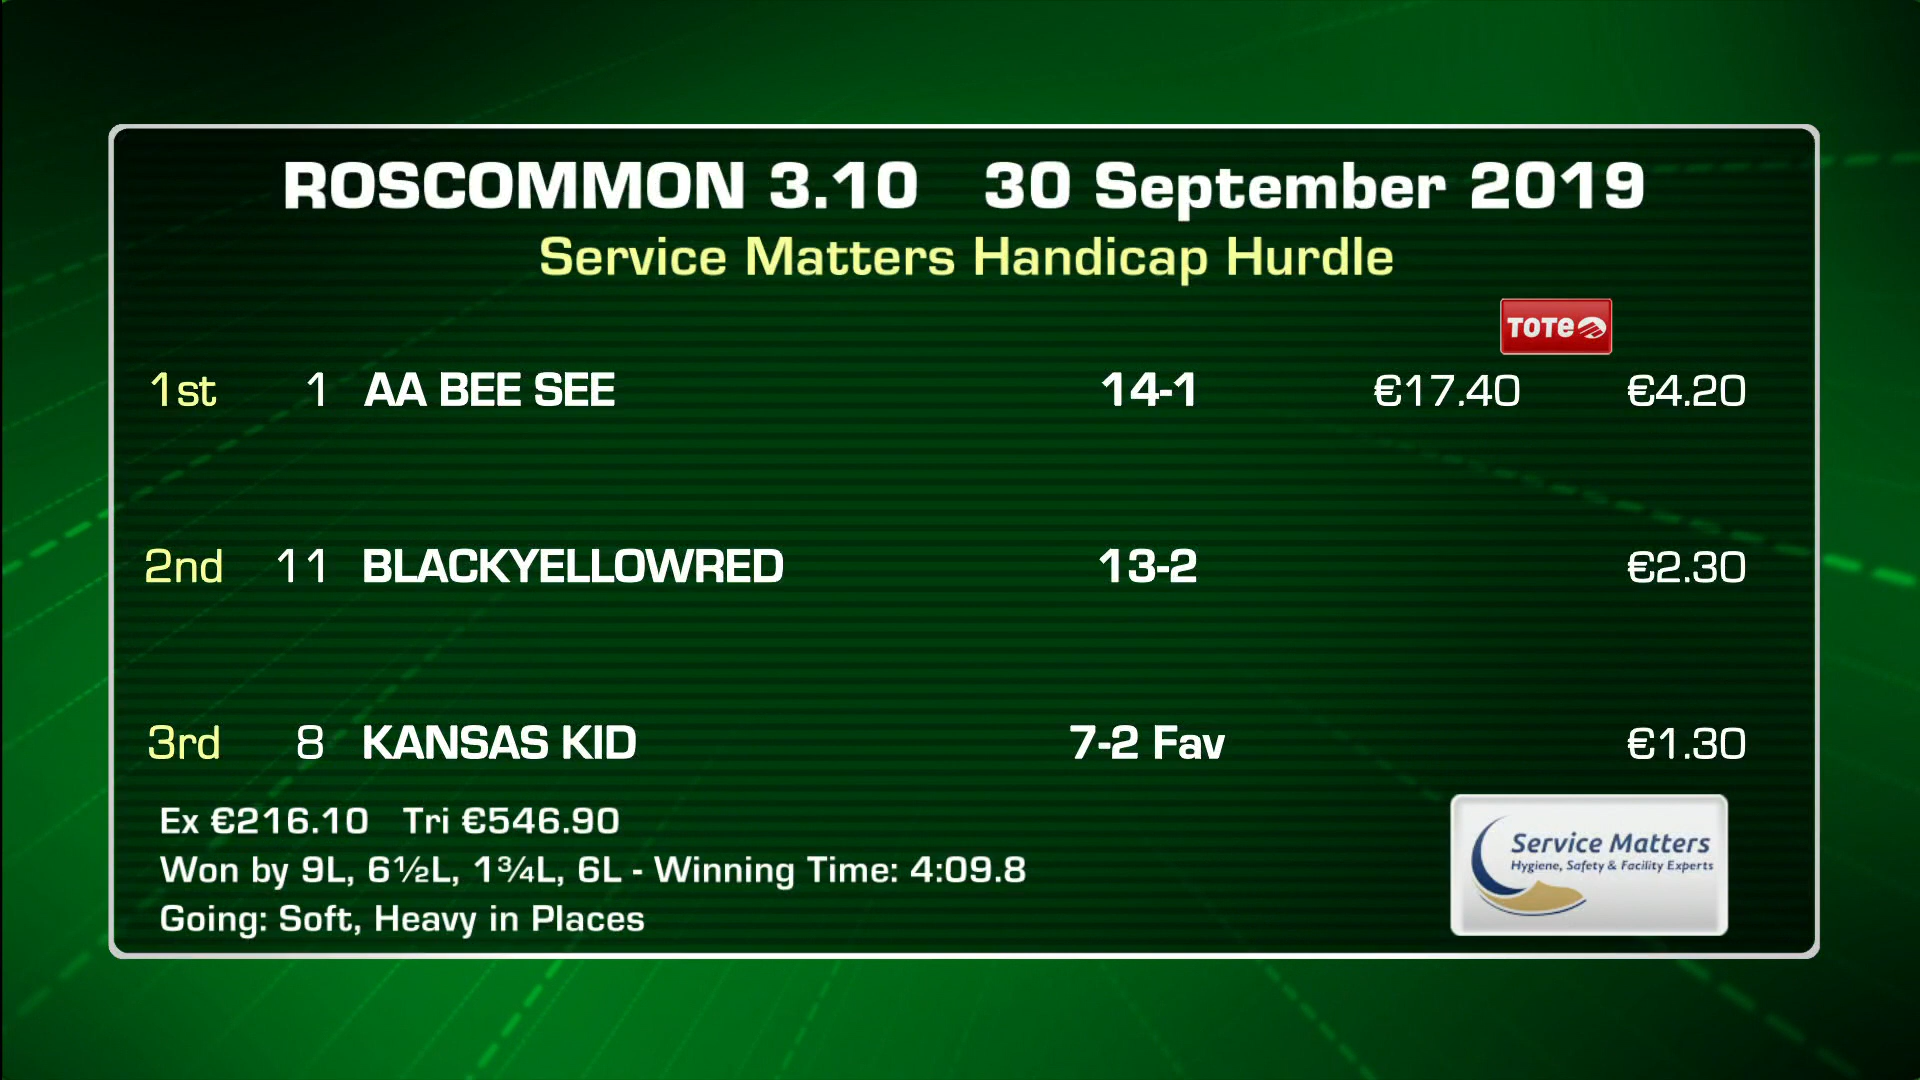 ROSCOMMON 3.10 30 September 2019
Service Matters Handicap Hurdle
TOTE
1st 1 AA BEE SEE 14-1 €17.40 €4.20
2nd 11 BLACKYELLOWRED 13-2 €2.30
3rd 8 KANSAS KID 7-2 Fav €1.30
Ex €216.10 Tri €546.90
Won by 9L, 6½L, 1¾L, 6L - Winning Time: 4:09.8
Going: Soft, Heavy in Places
Service Matters
Hygiene, Safety & Facility Experts